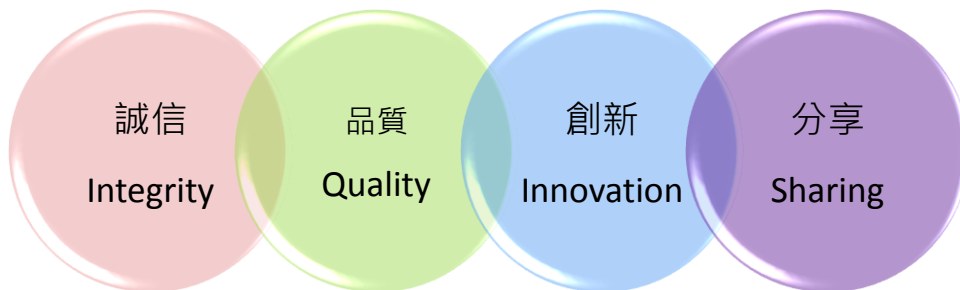 誠信
Integrity
品質
Quality
創新
Innovation
分享
Sharing